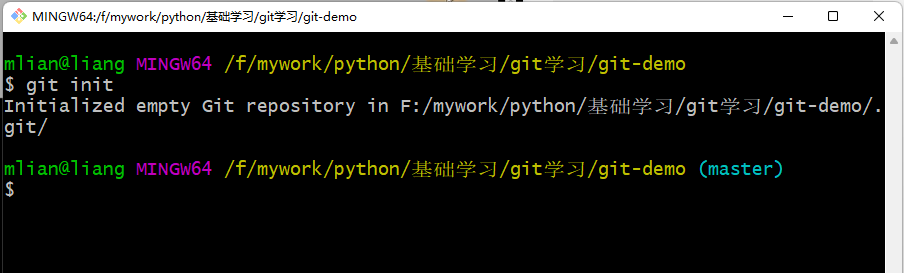 MINGW64:/f/mywork/python/基础学习/git学习/git-demo
mlian@liang MINGW64 /f/mywork/python/基础学习/git学习/git-demo
$ git init
Initialized empty Git repository in F:/mywork/python/基础学习/git学习/git-demo/.
git/
mlian@liang MINGW64 /f/mywork/python/基础学习/git学习/git-demo (master)
$